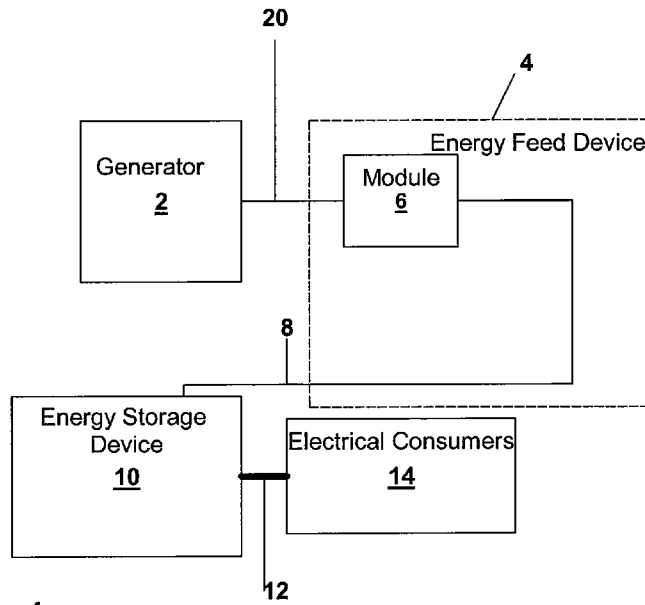 20
4
Energy Feed Device
Generator
2
Module
6
8
Energy Storage
Device
10
Electrical Consumers
14
12